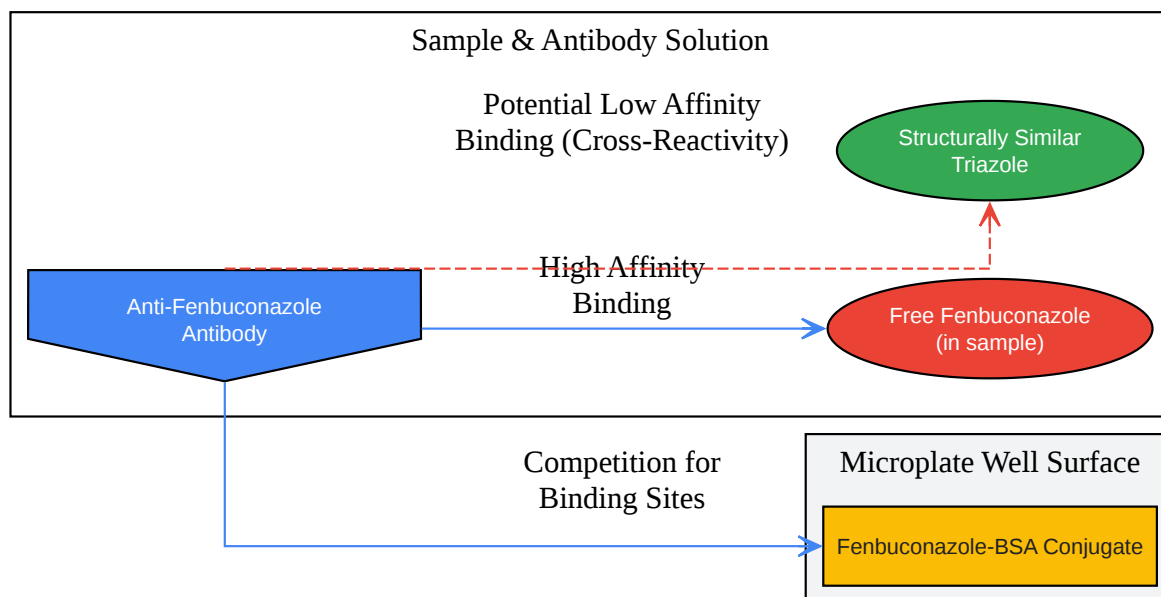 Sample & Antibody Solution
Potential Low Affinity
Binding (Cross-Reactivity)
Structurally Similar
Triazole
High Affinity
Binding
Anti-Fenbuconazole
Antibody
Free Fenbuconazole
(in sample)
Competition for
Binding Sites
Microplate Well Surface
Fenbuconazole-BSA Conjugate